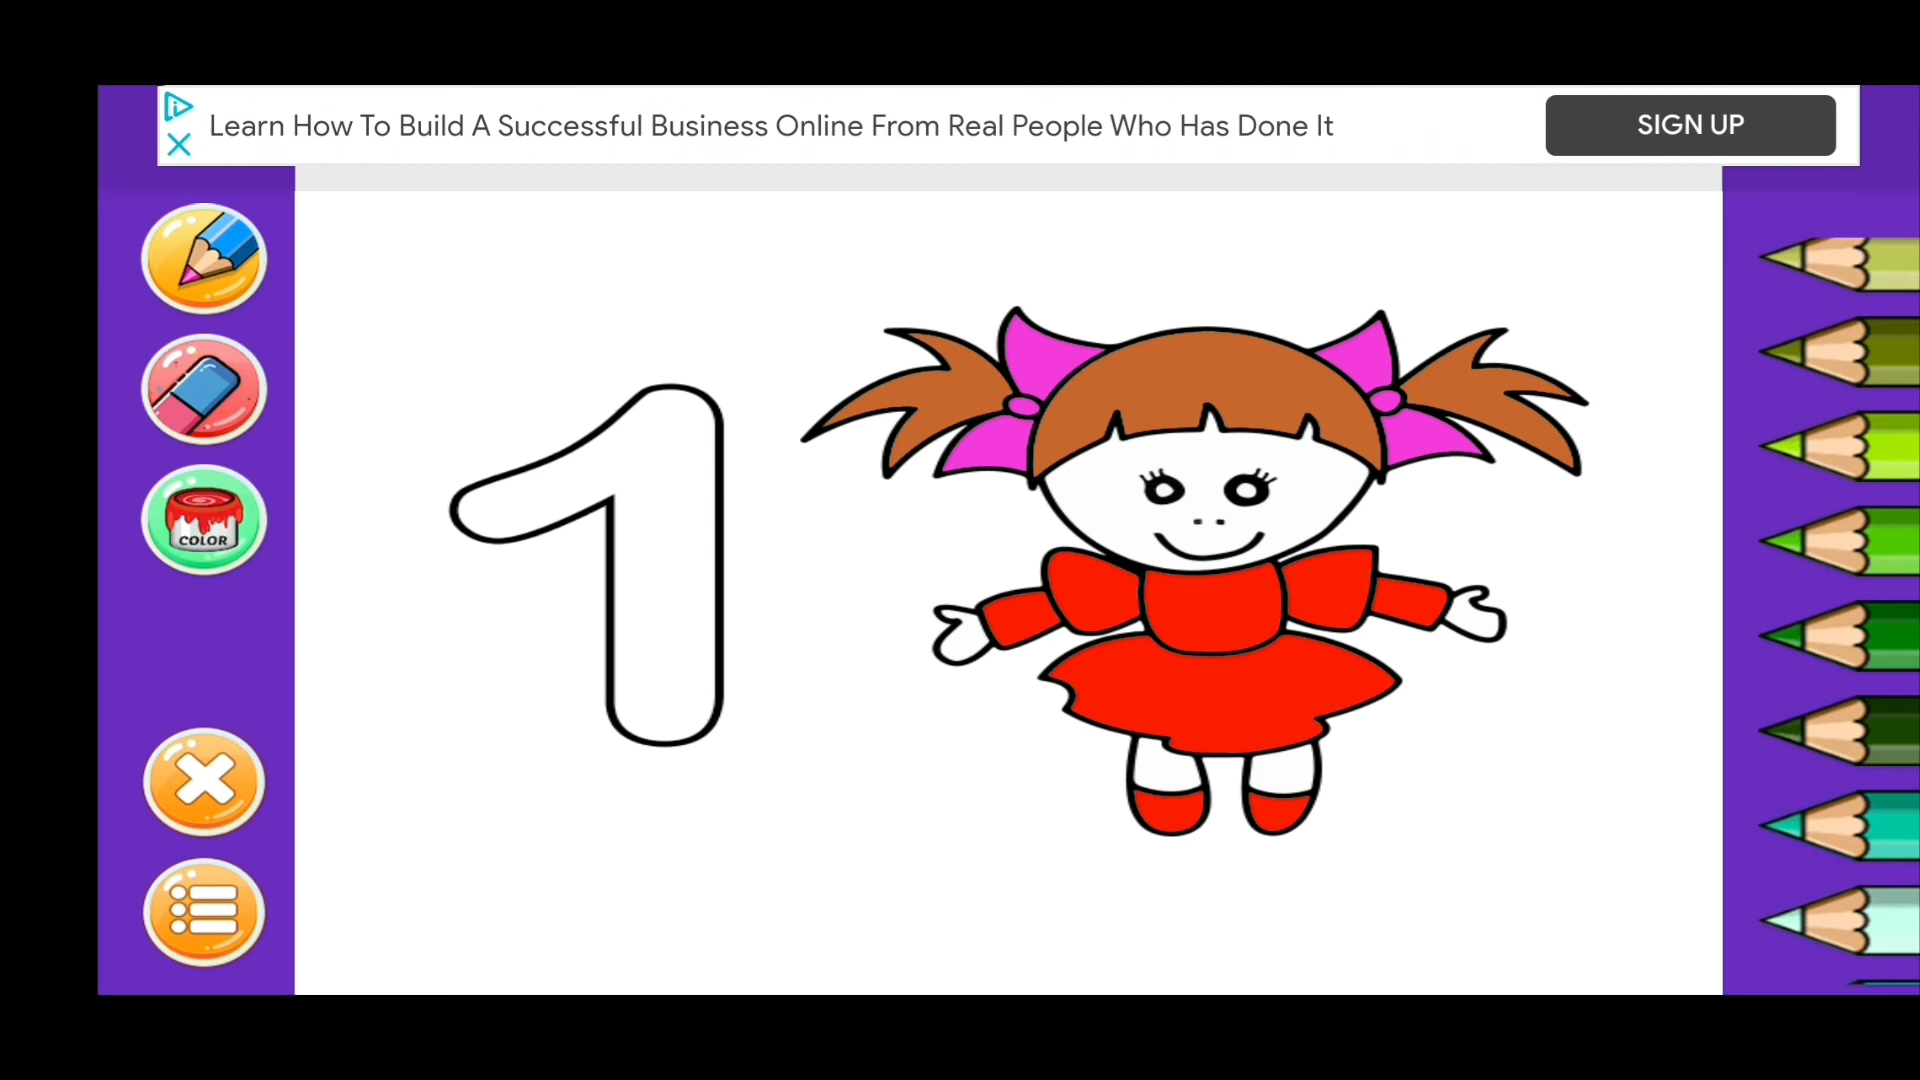 Learn How To Build A Successful Business Online From Real People Who Has Done It
SIGN UP
COLOR
1